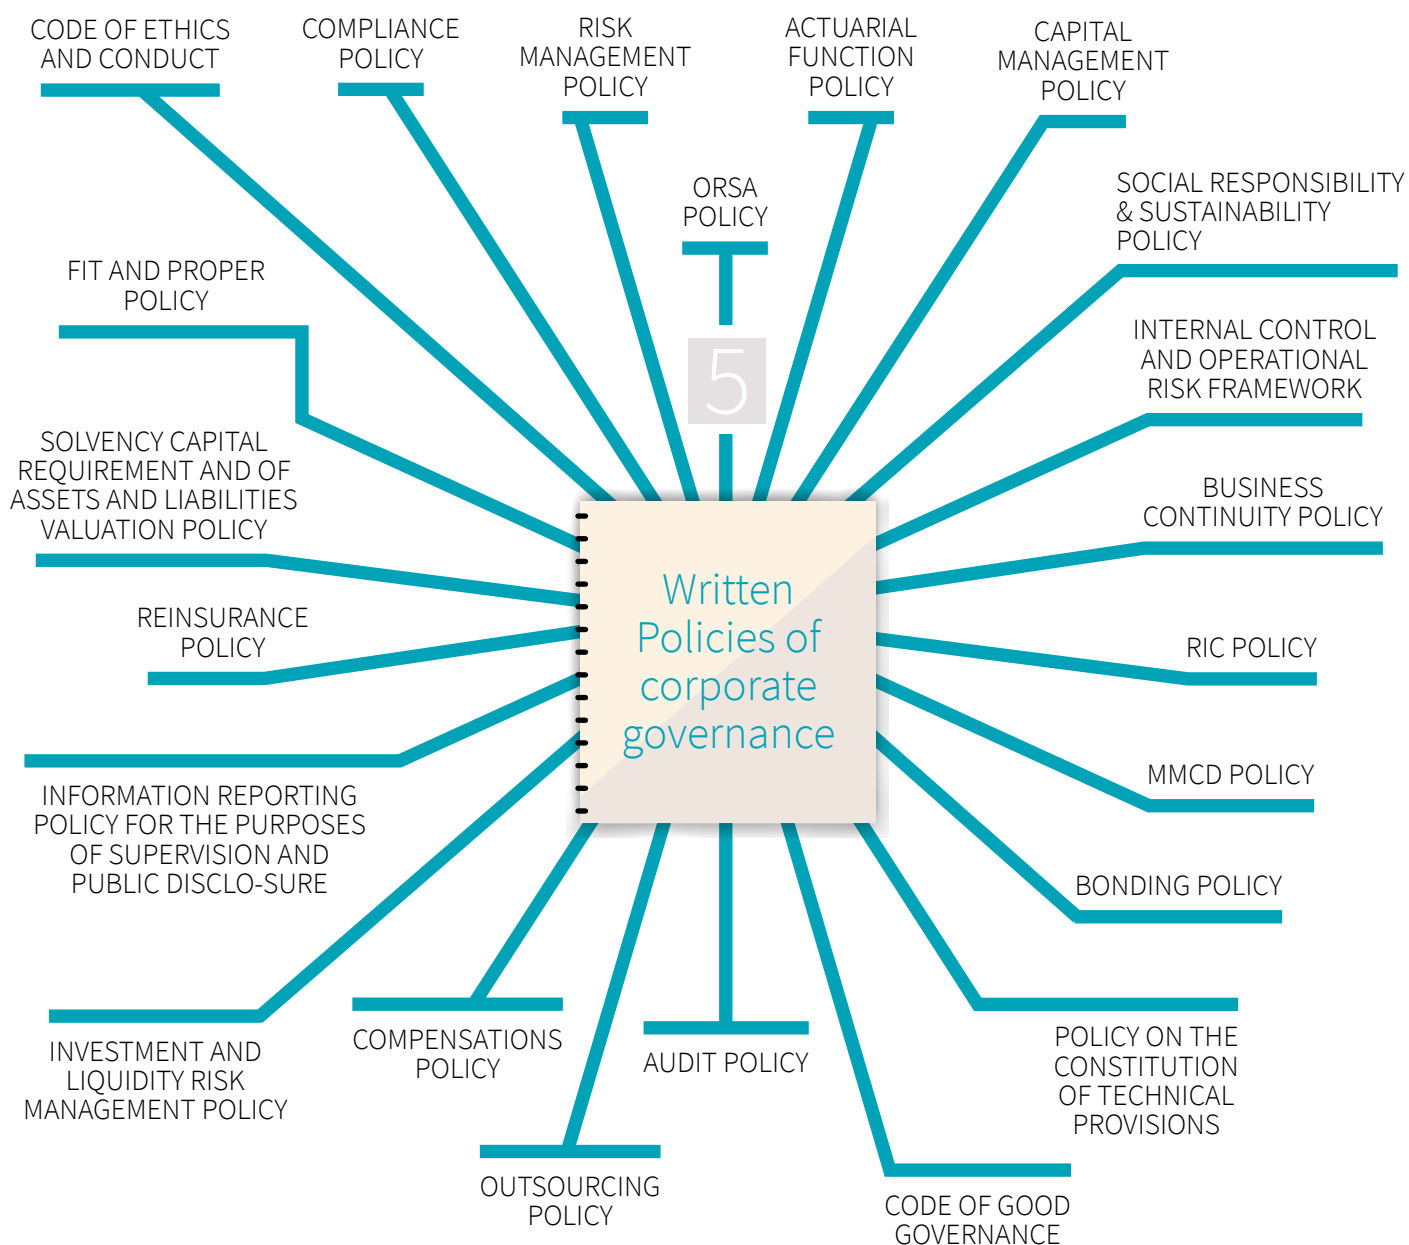 CODE OF ETHICS
AND CONDUCT
COMPLIANCE
POLICY
RISK
MANAGEMENT
POLICY
ACTUARIAL
FUNCTION
POLICY
CAPITAL
MANAGEMENT
POLICY
ORSA
POLICY
SOCIAL RESPONSIBILITY
& SUSTAINABILITY
POLICY
FIT AND PROPER
POLICY
5
INTERNAL CONTROL
AND OPERATIONAL
RISK FRAMEWORK
SOLVENCY CAPITAL
REQUIREMENT AND OF
ASSETS AND LIABILITIES
VALUATION POLICY
BUSINESS
CONTINUITY POLICY
Written
Policies of
corporate
governance
REINSURANCE
POLICY
RIC POLICY
INFORMATION REPORTING
POLICY FOR THE PURPOSES
OF SUPERVISION AND
PUBLIC DISCLO-SURE
MMCD POLICY
BONDING POLICY
INVESTMENT AND
LIQUIDITY RISK
MANAGEMENT POLICY
COMPENSATIONS
POLICY
AUDIT POLICY
POLICY ON THE
CONSTITUTION
OF TECHNICAL
PROVISIONS
OUTSOURCING
POLICY
CODE OF GOOD
GOVERNANCE